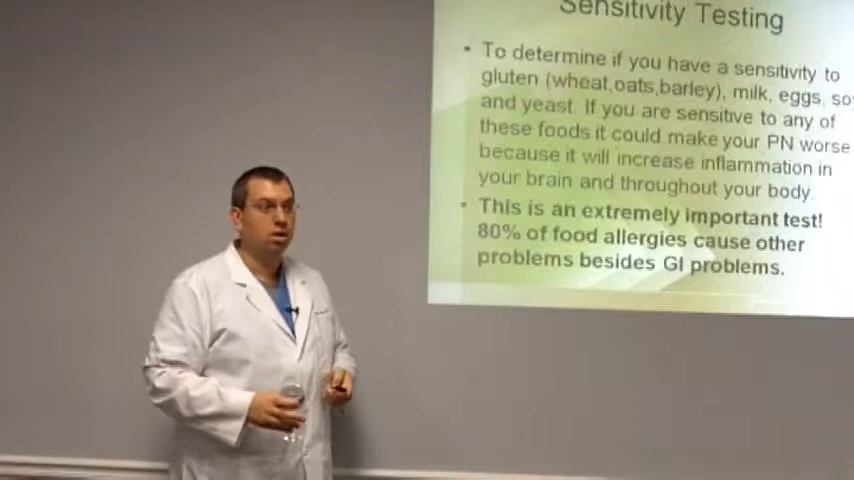 Sensitivity Testing
• To determine if you have a sensitivity to
gluten (wheat,oats,barley), milk, eggs, so
and yeast. If you are sensitive to any of
these foods it could make your PN worse
because it will increase inflammation in
your brain and throughout your body.
• This is an extremely important test!
80% of food allergies cause other
problems besides GI problems.